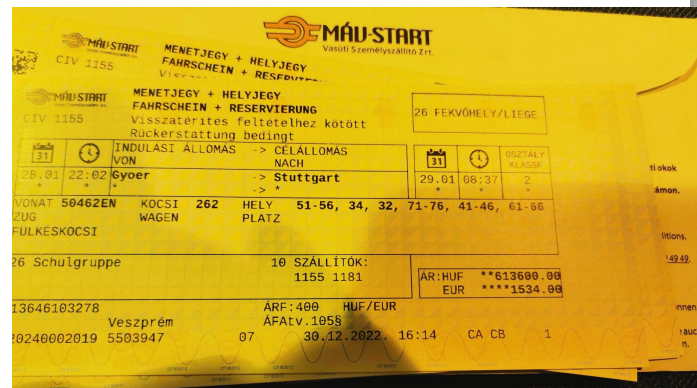 MÁV-START
Vasúti Személyszállító Zrt.
MÁV-START
MENETJEGY + HELYJEGY
CIV 1155
FAHRSCHEIN + RESERVIERUNG
MÁV-START
MENETJEGY + HELYJEGY
FAHRSCHEIN + RESERVIERUNG
26 FEKVŐHELY/LIEGE
CIV 1155
Visszatérités feltételhez kötött
Rückerstattung bedingt
31
INDULÁSI ÁLLOMÁS -> CÉLÁLLOMÁS
31
OSZTÁLY
VON NACH
KLASSE
28.01 22:02 Gyoer -> Stuttgart 29.01 08:37 2
* * -> * * * *
VONAT 50462EN KOCSI 262 HELY 51-56, 34, 32, 71-76, 41-46, 61-66
ZUG WAGEN PLATZ
FÜLKÉSKOCSI
26 Schulgruppe 10 SZÁLLÍTÓK:
1155 1181
ÁR:HUF **613600.00
EUR ****1534.00
13646103278 ÁRF:400 HUF/EUR
Veszprém ÁFAtv.105§
20240002019 5503947 07 30.12.2022. 16:14 CA CB 1
ti okok
ámon.
litions,
49 49.
nnen
auc
n.